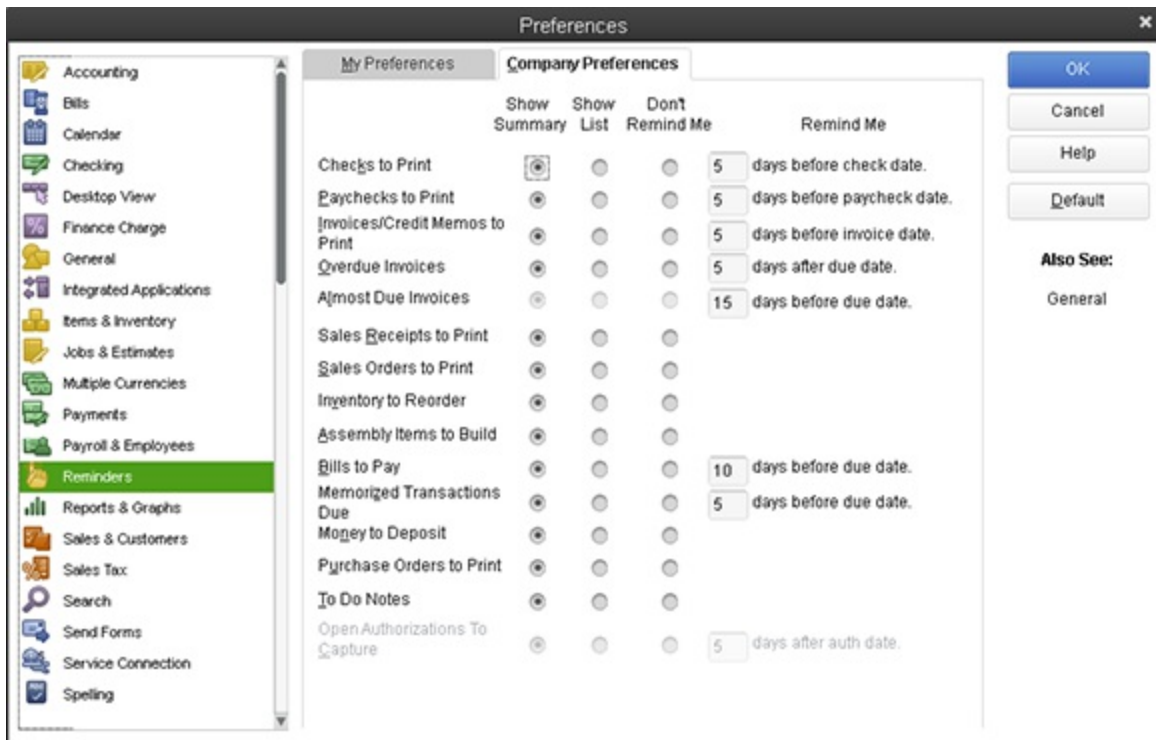 Preferences
Accounting
Bills
Calendar
Checking
Desktop View
Finance Charge
General
Integrated Applications
Items & Inventory
Jobs & Estimates
Multiple Currencies
Payments
Payroll & Employees
Reminders
Reports & Graphs
Sales & Customers
Sales Tax
Search
Send Forms
Service Connection
Spelling
My Preferences
Company Preferences
Show Summary
Show List
Don't Remind Me
Remind Me
Checks to Print 5 days before check date.
Paychecks to Print 5 days before paycheck date.
Invoices/Credit Memos to
Print 5 days before invoice date.
Overdue Invoices 5 days after due date.
Almost Due Invoices 15 days before due date.
Sales Receipts to Print
Sales Orders to Print
Inventory to Reorder
Assembly Items to Build
Bills to Pay 10 days before due date.
Memorized Transactions
Due 5 days before due date.
Money to Deposit
Purchase Orders to Print
To Do Notes
Open Authorizations To
Capture 5 days after auth date.
OK
Cancel
Help
Default
Also See:
General